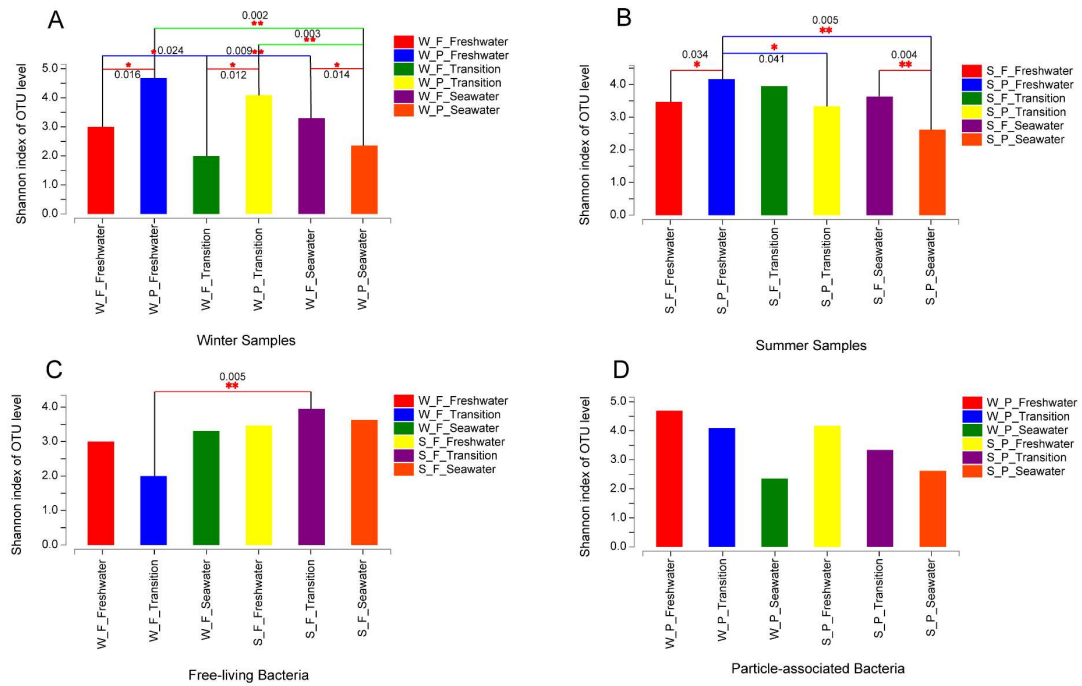 A
0.002
**
0.003
**
* 0.024 0.009 **
* * *
0.016 0.012 0.014
Shannon index of OTU level
5.0
4.0
3.0
2.0
1.0
0.0
W_F_Freshwater
W_P_Freshwater
W_F_Transition
W_P_Transition
W_F_Seawater
W_P_Seawater
W_F_Freshwater
W_P_Freshwater
W_F_Transition
W_P_Transition
W_F_Seawater
W_P_Seawater
Winter Samples
B
0.005
**
0.034 * 0.004
* 0.041 **
Shannon index of OTU level
4.0
3.0
2.0
1.0
0.0
S_F_Freshwater
S_P_Freshwater
S_F_Transition
S_P_Transition
S_F_Seawater
S_P_Seawater
S_F_Freshwater
S_P_Freshwater
S_F_Transition
S_P_Transition
S_F_Seawater
S_P_Seawater
Summer Samples
C
0.005
**
Shannon index of OTU level
4.0
3.0
2.0
1.0
0.0
W_F_Freshwater
W_F_Transition
W_F_Seawater
S_F_Freshwater
S_F_Transition
S_F_Seawater
W_F_Freshwater
W_F_Transition
W_F_Seawater
S_F_Freshwater
S_F_Transition
S_F_Seawater
Free-living Bacteria
D
Shannon index of OTU level
5.0
4.0
3.0
2.0
1.0
0.0
W_P_Freshwater
W_P_Transition
W_P_Seawater
S_P_Freshwater
S_P_Transition
S_P_Seawater
W_P_Freshwater
W_P_Transition
W_P_Seawater
S_P_Freshwater
S_P_Transition
S_P_Seawater
Particle-associated Bacteria